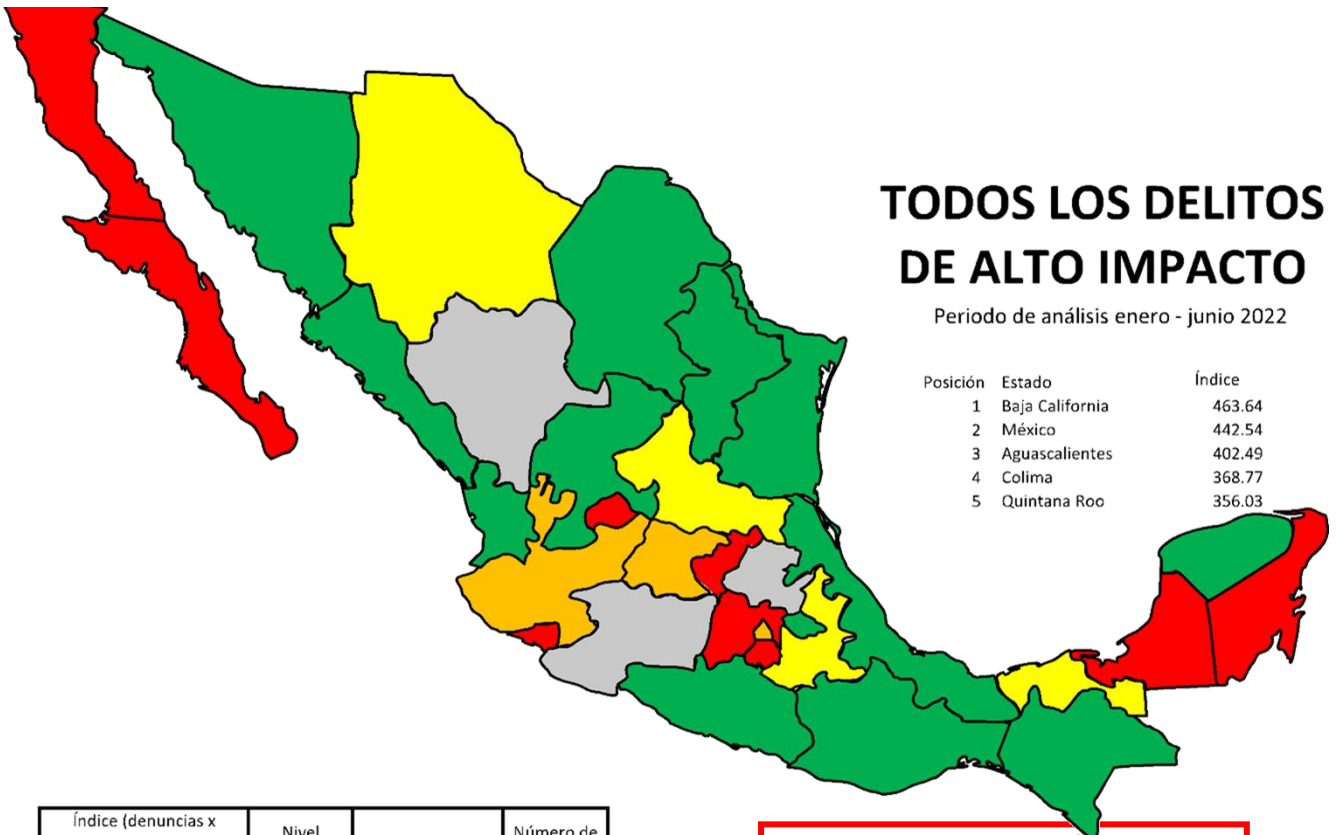 TODOS LOS DELITOS
DE ALTO IMPACTO
Periodo de análisis enero - junio 2022
Posición Estado Índice
1 Baja California 463.64
2 México 442.54
3 Aguascalientes 402.49
4 Colima 368.77
5 Quintana Roo 356.03
Índice (denuncias x
Nivel
Número de